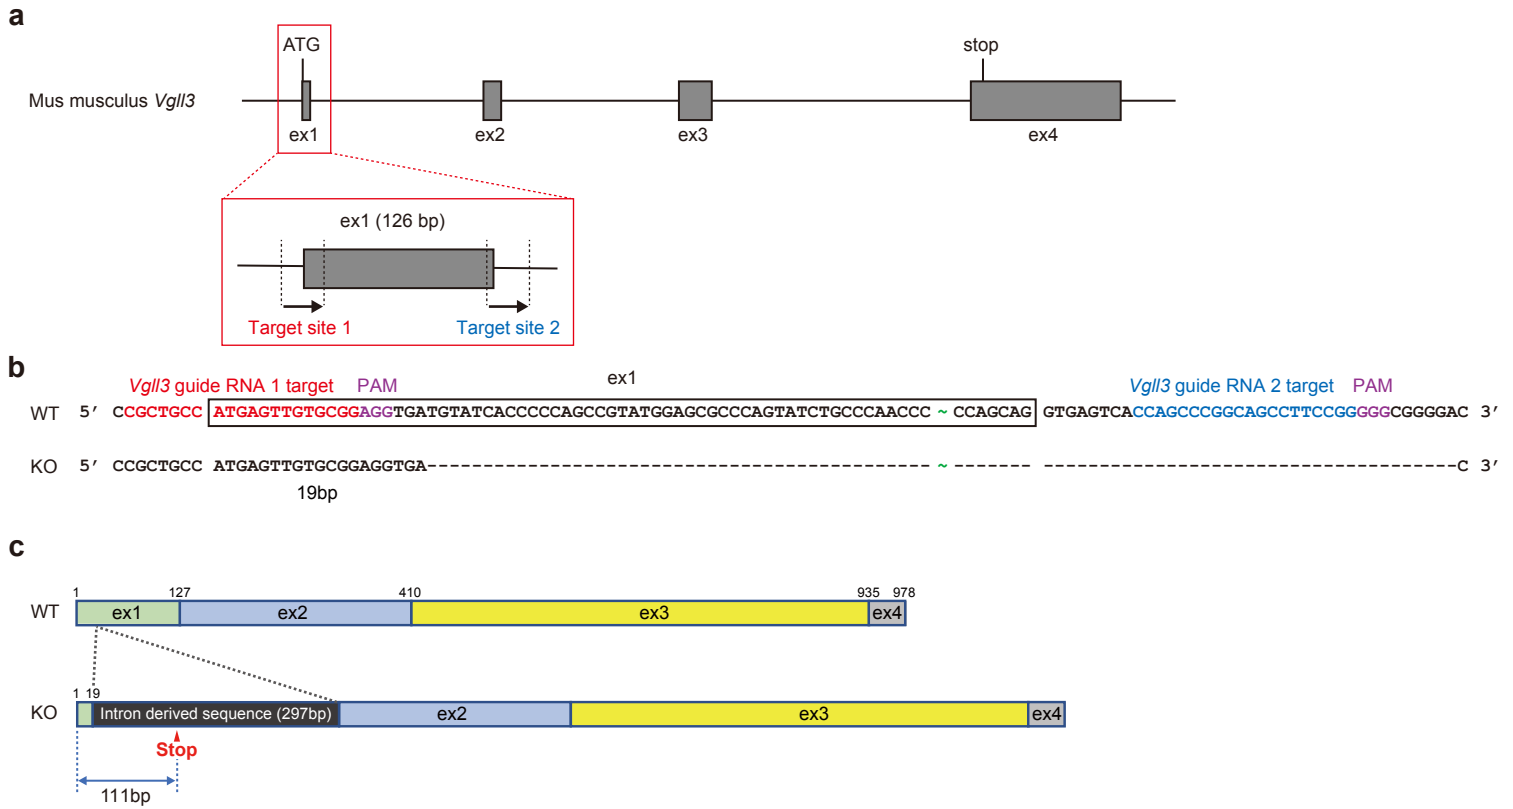 a
ATG
stop
Mus musculus Vgll3
ex1
ex2
ex3
ex4
ex1 (126 bp)
Target site 1
Target site 2
b
Vgll3 guide RNA 1 target
PAM
ex1
Vgll3 guide RNA 2 target
PAM
WT 5′ CCGCTGCC ATGAGTTGTGCGGAGGTGATGTATCACCCCCAGCCGTATGGAGCGCCCAGTATCTGCCCAACCC ~ CCAGCAG GTGAGTCACCAGCCCGGCAGCCTTCCGGGGGCGGGGAC 3′
KO 5′ CCGCTGCC ATGAGTTGTGCGGAGGTGA------------------------------------------- ~ ------- -------------------------------------C 3′
19bp
c
1 127 410 935 978
WT ex1 ex2 ex3 ex4
1 19
KO Intron derived sequence (297bp) ex2 ex3 ex4
Stop
111bp